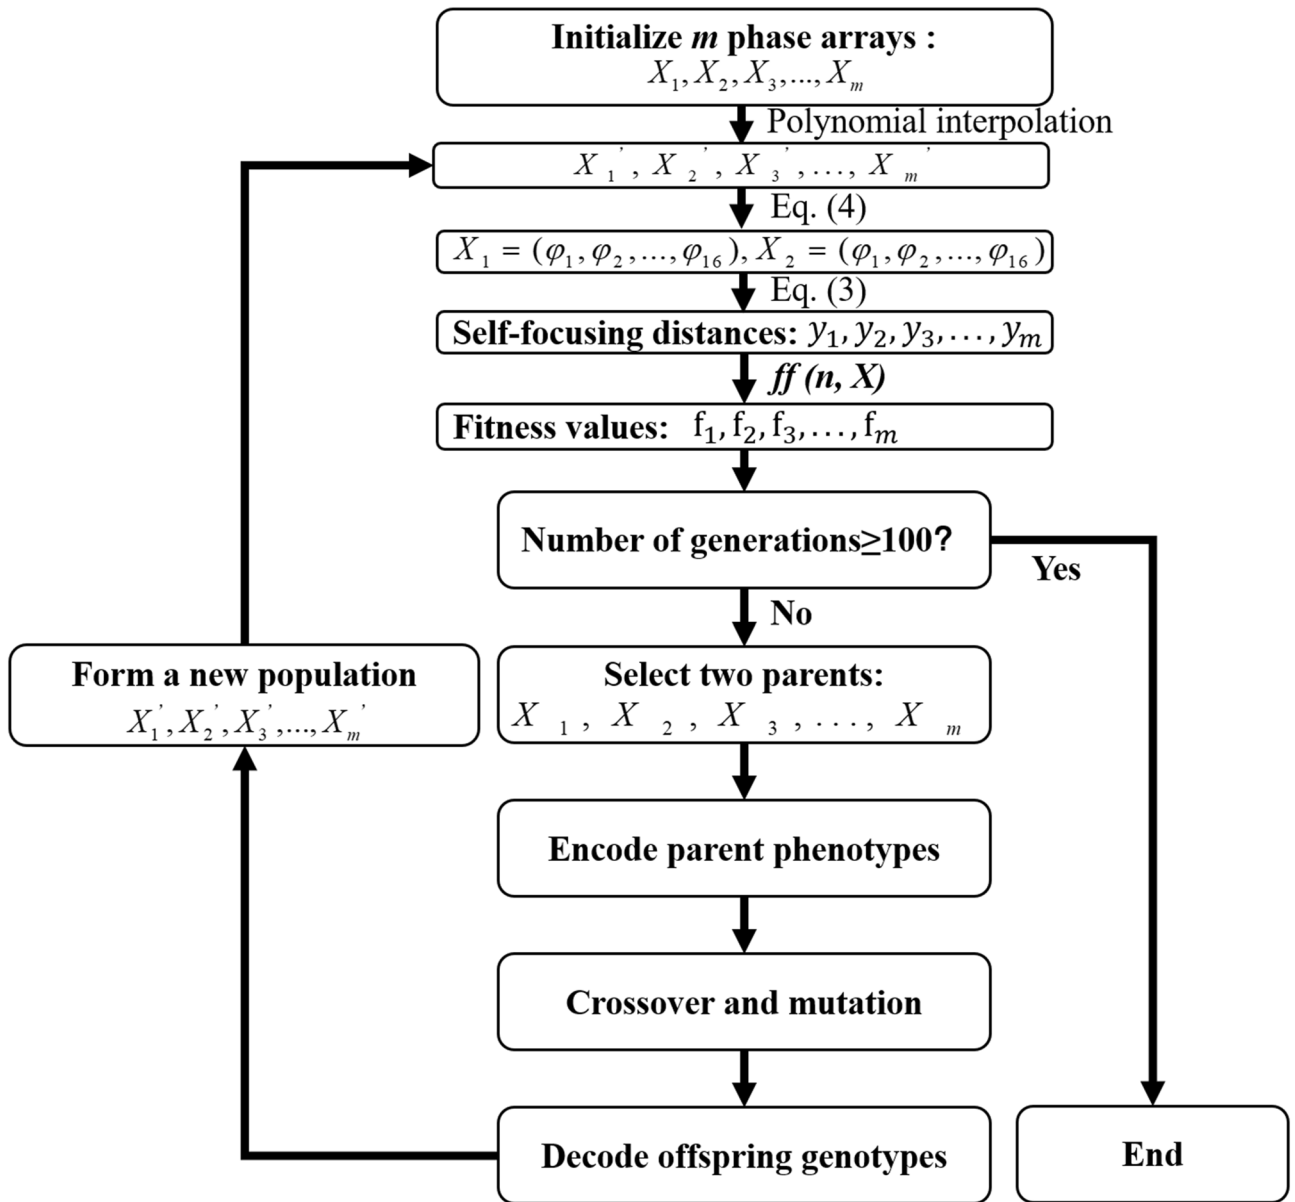 Initialize m phase arrays :
X₁, X₂, X₃,..., Xₘ
Polynomial interpolation
X₁', X₂', X₃',..., Xₘ'
Eq. (4)
X₁ = (φ₁, φ₂,..., φ₁₆), X₂ = (φ₁, φ₂,..., φ₁₆)
Eq. (3)
Self-focusing distances: y₁, y₂, y₃,..., yₘ
ff (n, X)
Fitness values: f₁, f₂, f₃,..., fₘ
Number of generations≥100?
Yes
No
Form a new population
X₁', X₂', X₃',..., Xₘ'
Select two parents:
X₁, X₂, X₃,..., Xₘ
Encode parent phenotypes
Crossover and mutation
Decode offspring genotypes
End